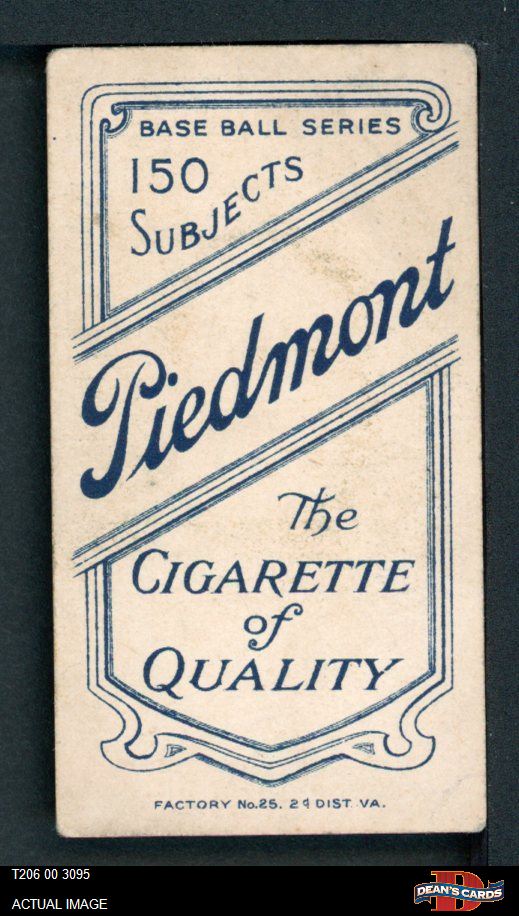 BASE BALL SERIES
150
SUBJECTS
Piedmont
The
CIGARETTE
of
QUALITY
FACTORY No. 25. 2d DIST. VA.
T206 00 3095
ACTUAL IMAGE
D
DEAN'S CARDS